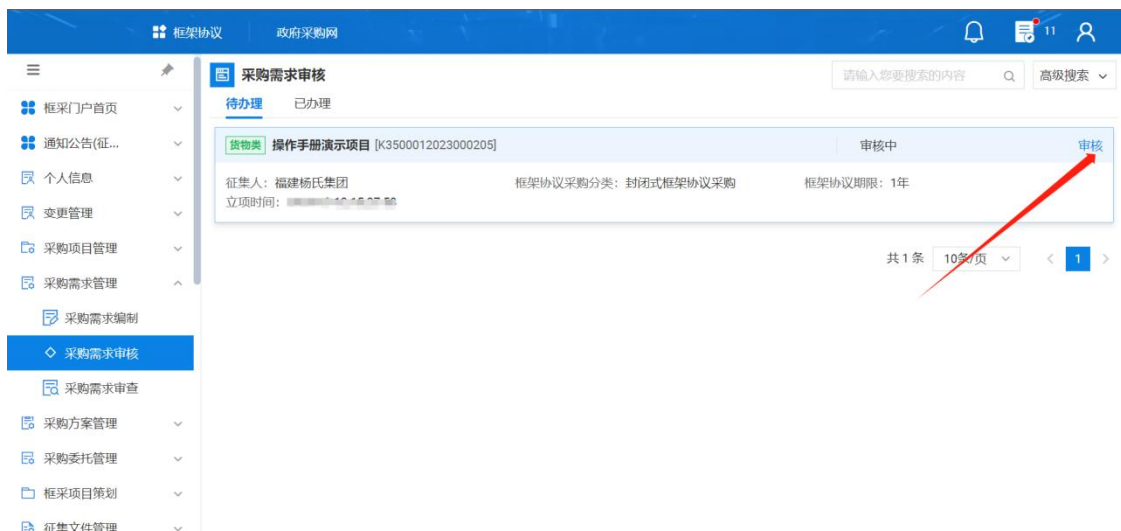 框架协议 政府采购网 11
采购需求审核 请输入您要搜索的内容 高级搜索
框采门户首页 待办理 已办理
通知公告(征... 货物类 操作手册演示项目 [K3500012023000205] 审核中 审核
个人信息 征集人：福建杨氏集团 框架协议采购分类：封闭式框架协议采购 框架协议期限：1年
立项时间：
变更管理
采购项目管理 共 1 条 10条/页 1
采购需求管理
采购需求编制
采购需求审核
采购需求审查
采购方案管理
采购委托管理
框采项目策划
征集文件管理